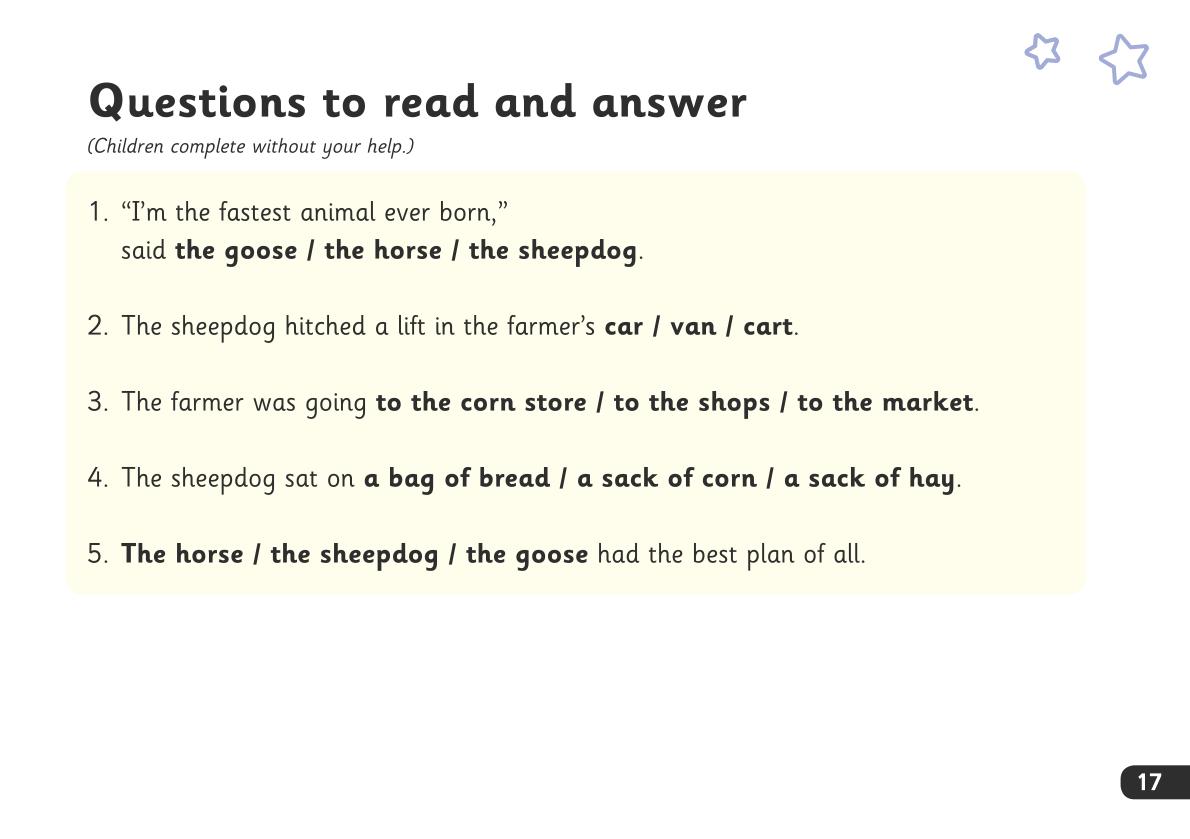 Questions to read and answer
(Children complete without your help.)
1. “I’m the fastest animal ever born,”
said the goose / the horse / the sheepdog.
2. The sheepdog hitched a lift in the farmer’s car / van / cart.
3. The farmer was going to the corn store / to the shops / to the market.
4. The sheepdog sat on a bag of bread / a sack of corn / a sack of hay.
5. The horse / the sheepdog / the goose had the best plan of all.
17